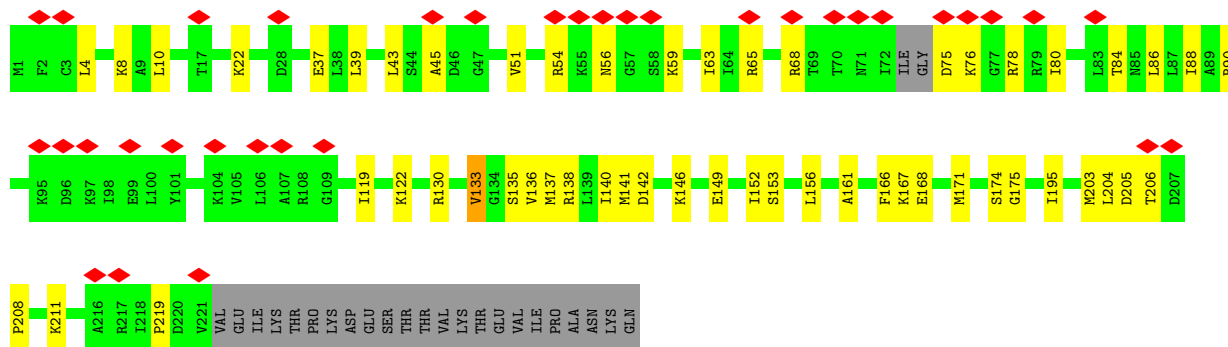 M1 F2 C3 L4 K8 A9 L10 T17 K22 D28 E37 L38 L39 L43 S44 A45 D46 G47 V51 R54 K55 N56 G57 S58 K59 I63 I64 R65 R68 T69 T70 N71 I72 ILE GLY D75 K76 G77 R78 R79 I80 L83 T84 N85 L86 L87 I88 A89
K95 D96 K97 I98 E99 L100 Y101 K104 V105 L106 A107 R108 G109 I119 K122 R130 V133 G134 S135 V136 M137 R138 L139 I140 M141 D142 K146 E149 I152 S153 L156 A161 F166 K167 E168 M171 S174 G175 I195 M203 L204 D205 T206 D207
P208 K211 A216 R217 I218 P219 D220 V221 VAL GLU ILE LYS THR PRO LYS ASP GLU SER THR THR VAL LYS THR GLU VAL ILE PRO ALA ASN LYS GLN